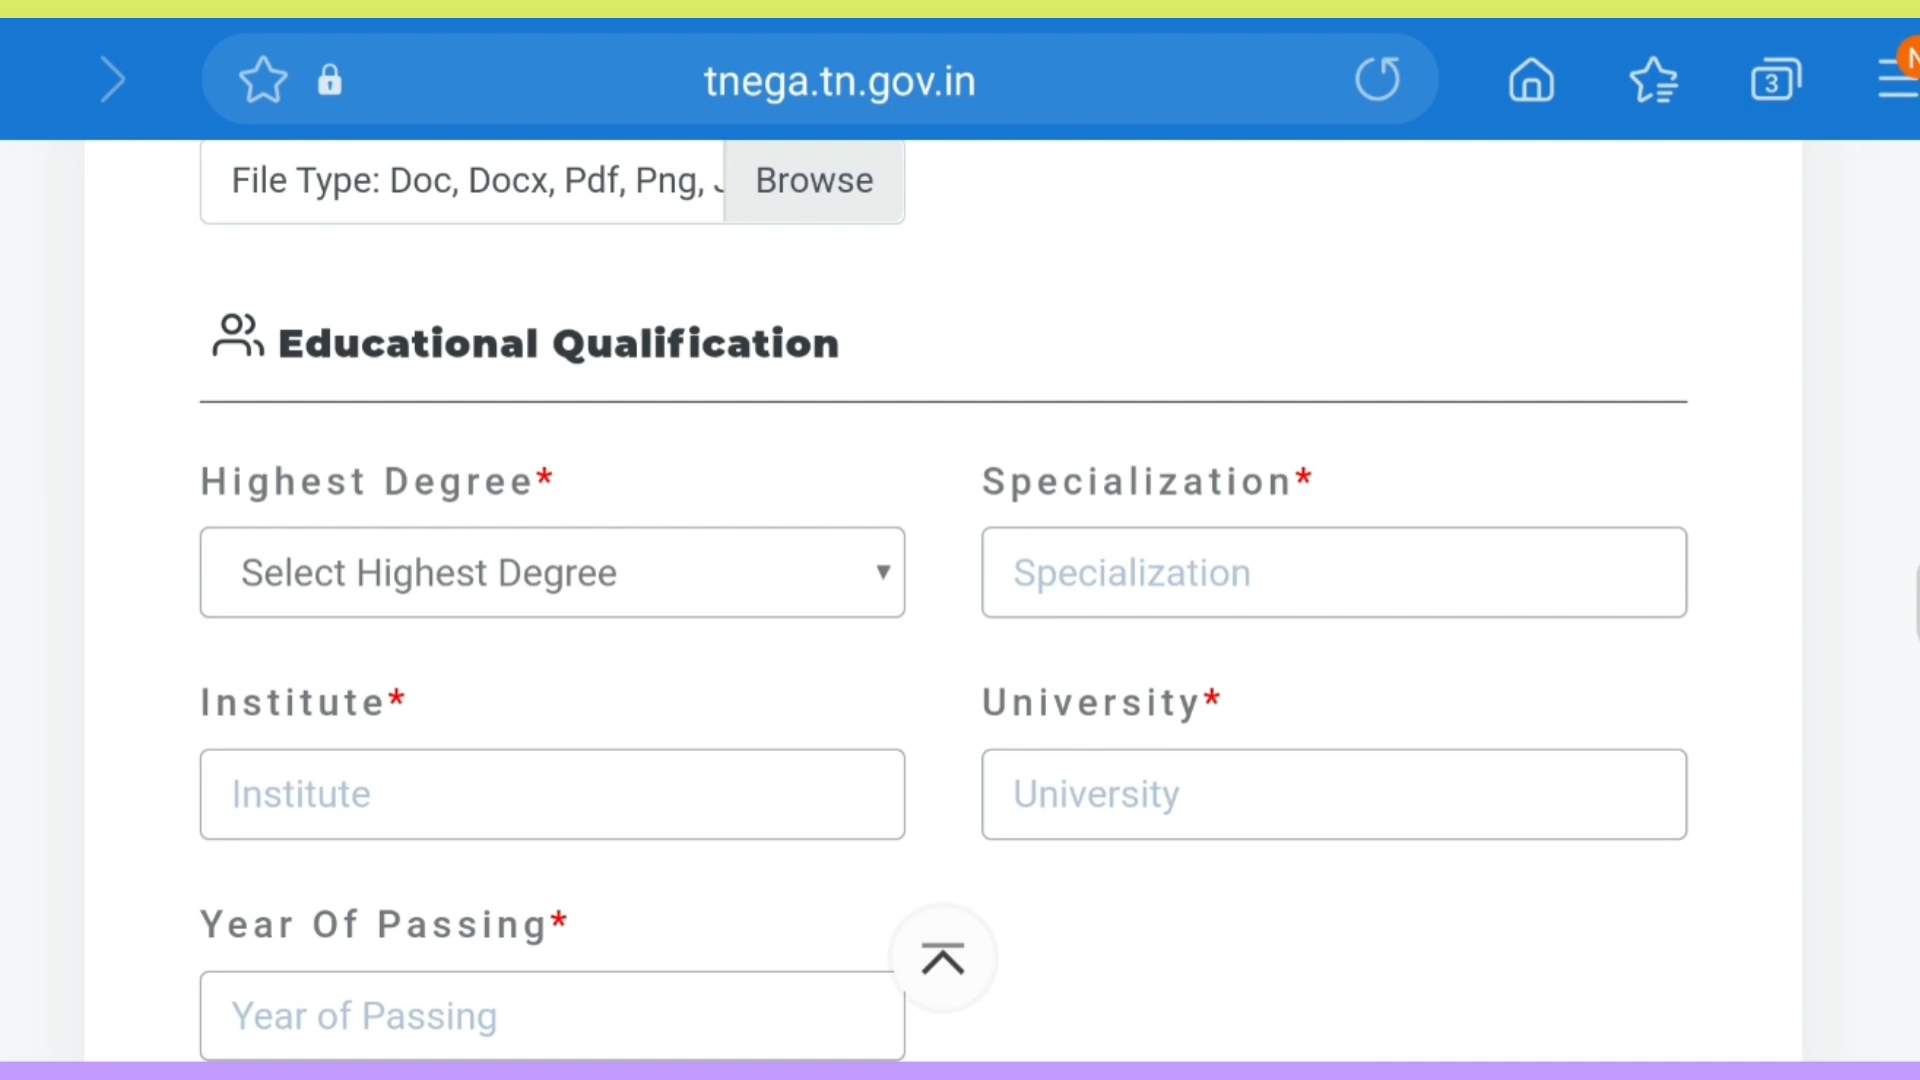 tnega.tn.gov.in
3
N
File Type: Doc, Docx, Pdf, Png,
Browse
Educational Qualification
Highest Degree*
Specialization*
Select Highest Degree
Specialization
Institute*
University*
Institute
University
Year Of Passing*
Year of Passing